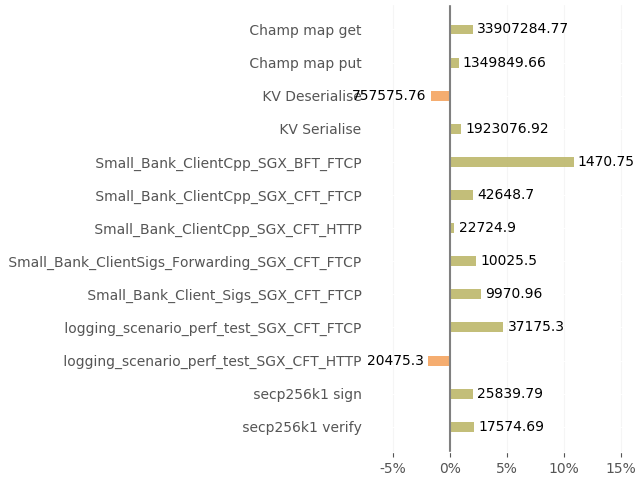 Champ map get 33907284.77
Champ map put 1349849.66
KV Deserialise 757575.76
KV Serialise 1923076.92
Small_Bank_ClientCpp_SGX_BFT_FTCP 1470.75
Small_Bank_ClientCpp_SGX_CFT_FTCP 42648.7
Small_Bank_ClientCpp_SGX_CFT_HTTP 22724.9
Small_Bank_ClientSigs_Forwarding_SGX_CFT_FTCP 10025.5
Small_Bank_Client_Sigs_SGX_CFT_FTCP 9970.96
logging_scenario_perf_test_SGX_CFT_FTCP 37175.3
logging_scenario_perf_test_SGX_CFT_HTTP 20475.3
secp256k1 sign 25839.79
secp256k1 verify 17574.69
-5% 0% 5% 10% 15%